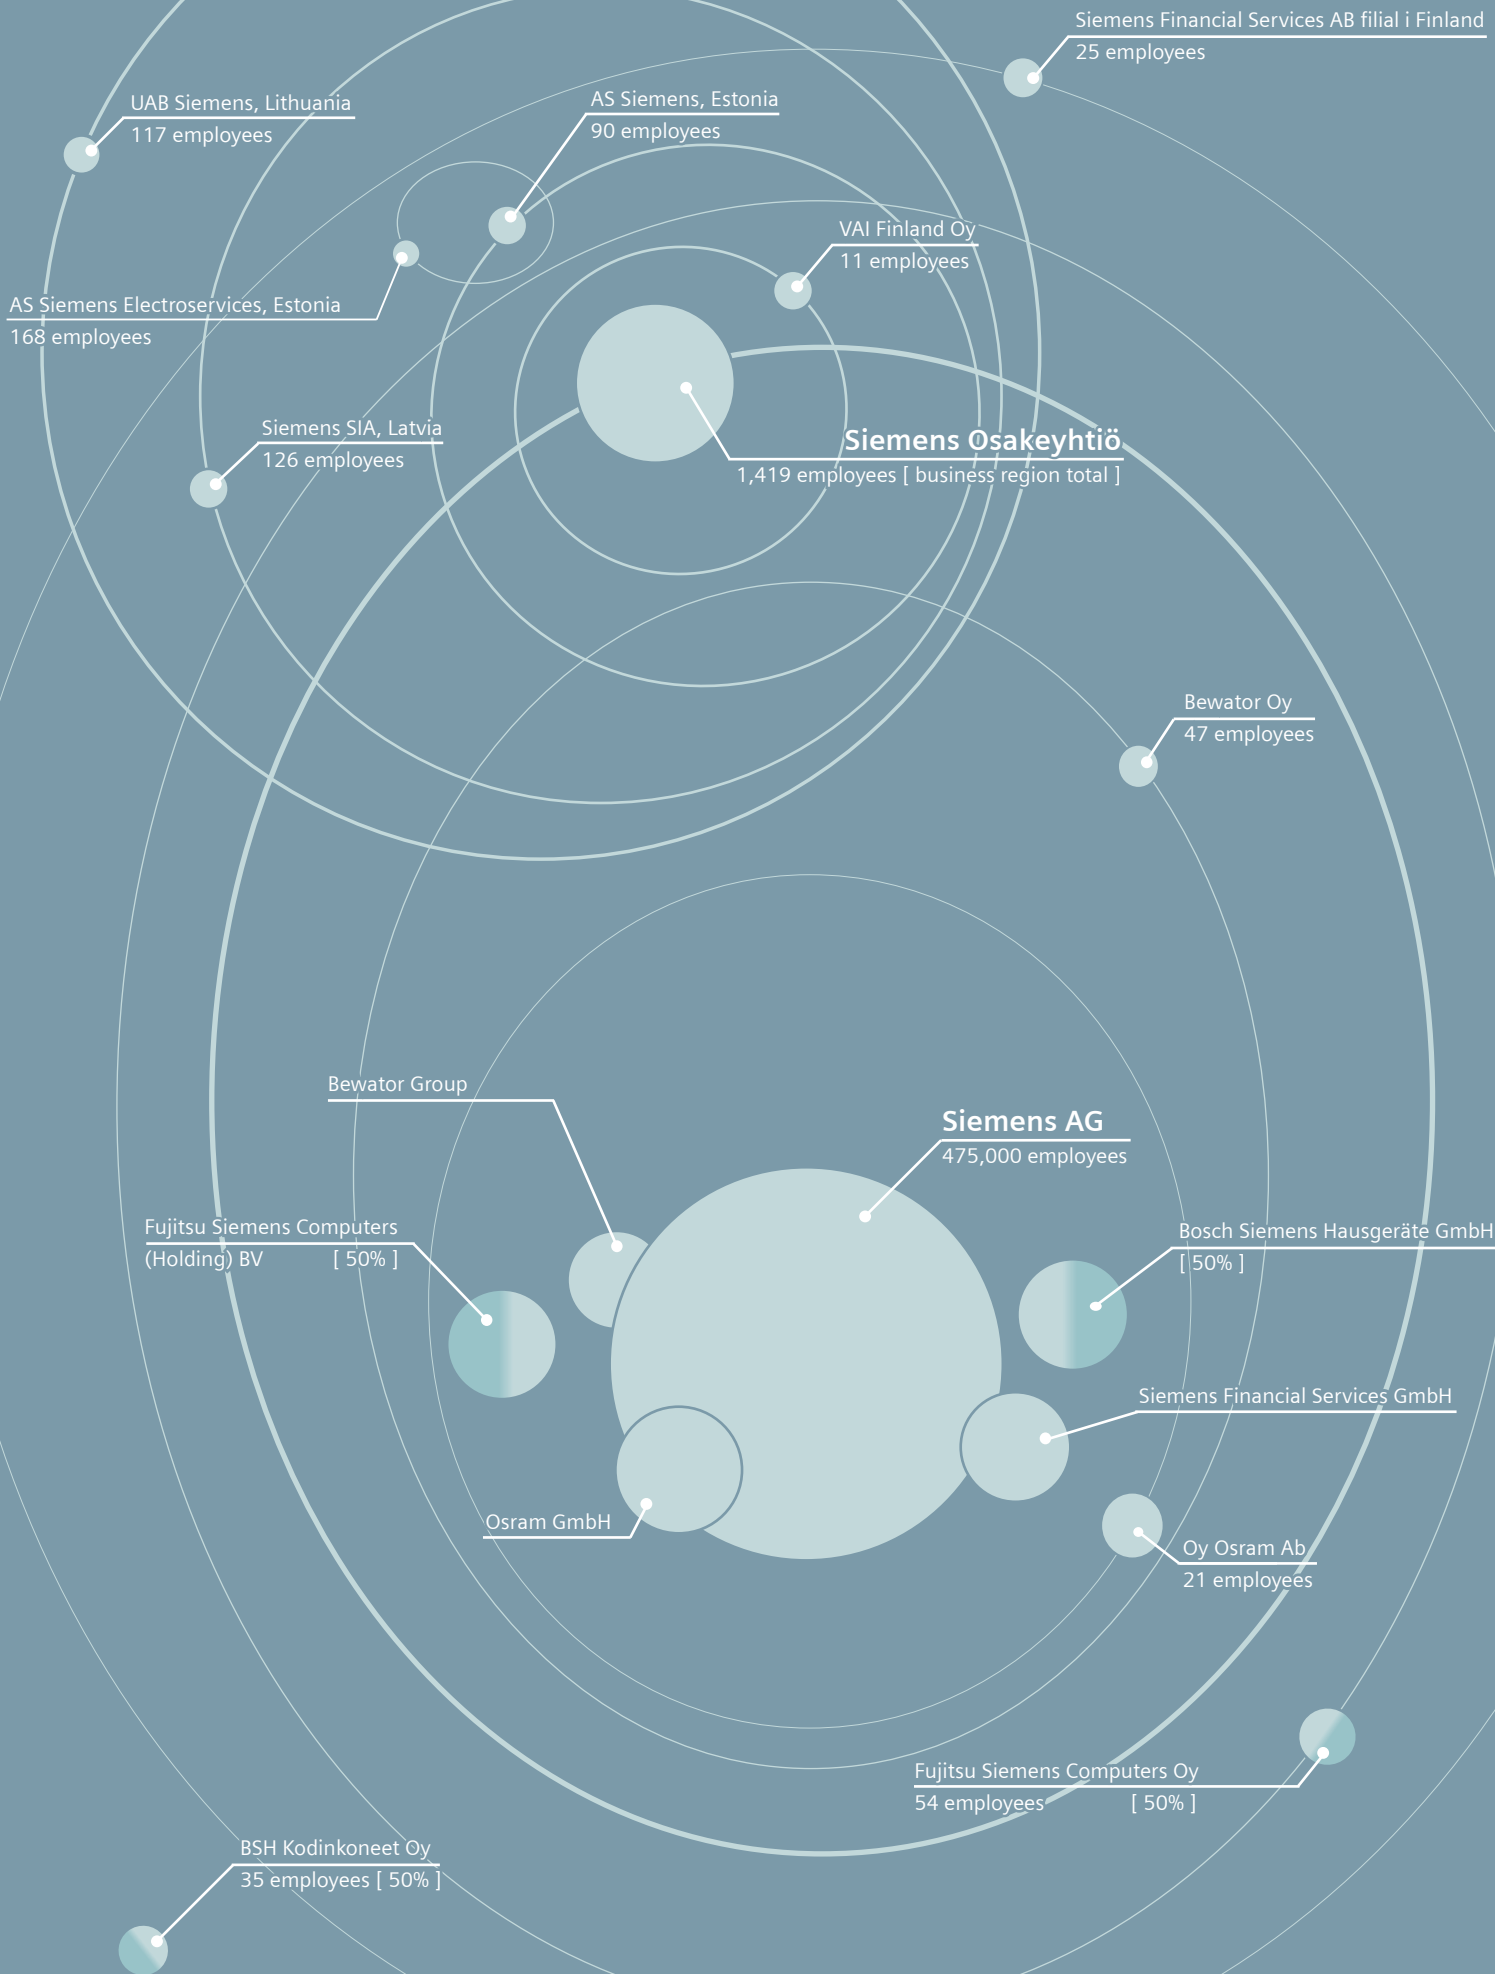 Siemens Financial Services AB filial i Finland
25 employees
UAB Siemens, Lithuania
117 employees
AS Siemens, Estonia
90 employees
VAI Finland Oy
11 employees
AS Siemens Electroservices, Estonia
168 employees
Siemens SIA, Latvia
126 employees
Siemens Osakeyhtiö
1,419 employees [ business region total ]
Bewator Oy
47 employees
Bewator Group
Siemens AG
475,000 employees
Fujitsu Siemens Computers
(Holding) BV [ 50% ]
Bosch Siemens Hausgeräte GmbH
[ 50% ]
Siemens Financial Services GmbH
Osram GmbH
Oy Osram Ab
21 employees
Fujitsu Siemens Computers Oy
54 employees [ 50% ]
BSH Kodinkoneet Oy
35 employees [ 50% ]